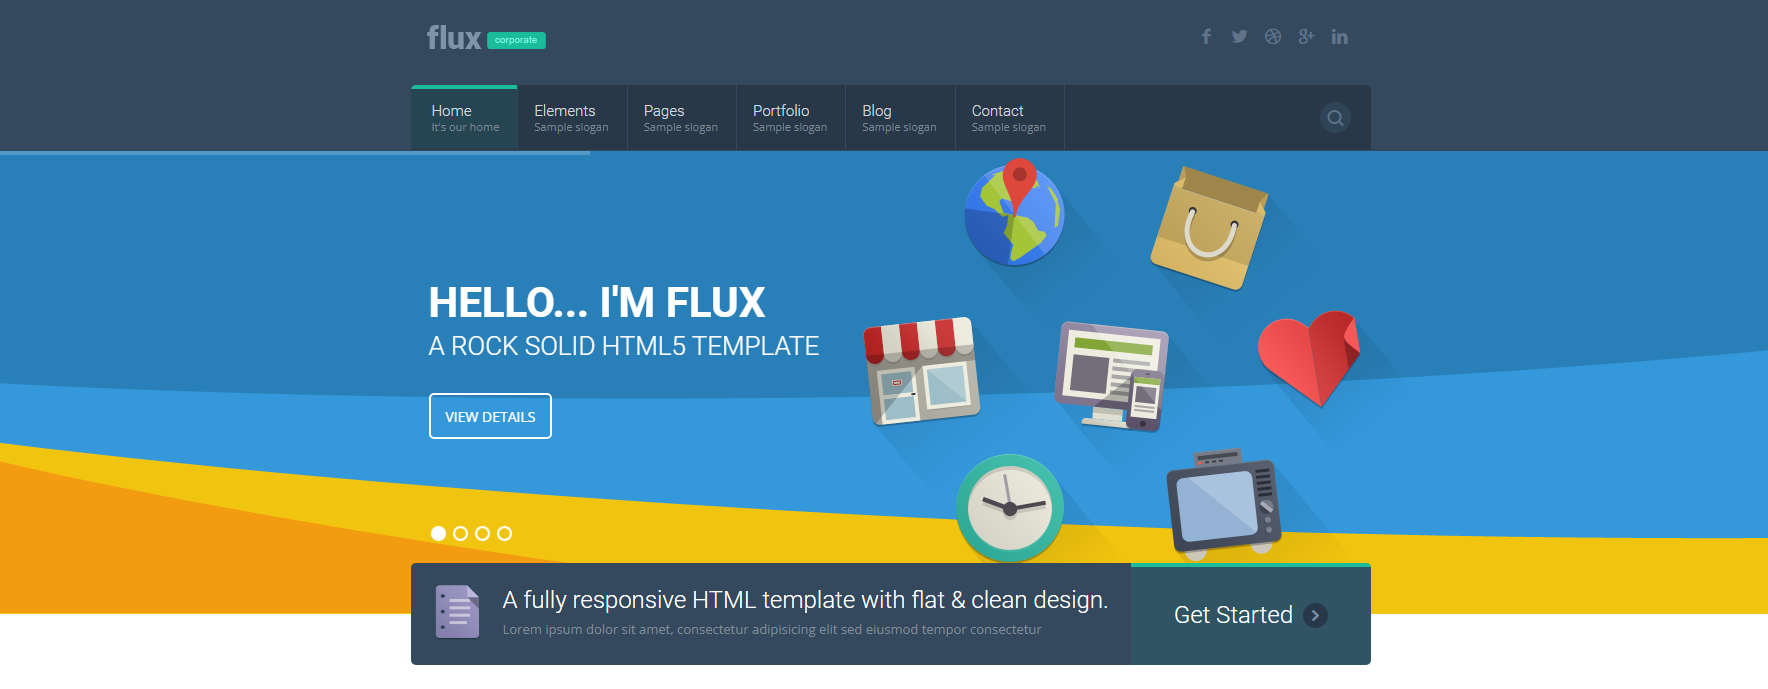 flux corporate
Home Elements Pages Portfolio Blog Contact
It's our home Sample slogan Sample slogan Sample slogan Sample slogan Sample slogan
HELLO... I'M FLUX
A ROCK SOLID HTML5 TEMPLATE
VIEW DETAILS
A fully responsive HTML template with flat & clean design.
Lorem ipsum dolor sit amet, consectetur adipisicing elit sed eiusmod tempor consectetur
Get Started